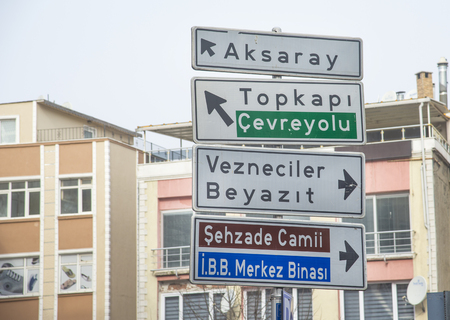 Aksaray
Topkapı
Çevreyolu
Vezneciler
Beyazıt
Şehzade Camii
İ.B.B. Merkez Binası